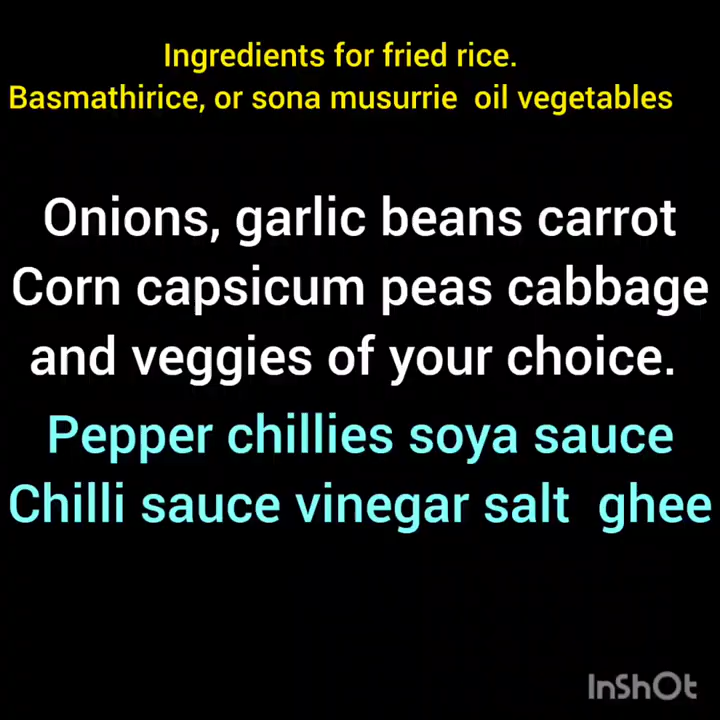 Ingredients for fried rice.
Basmathirice, or sona musurrie oil vegetables
Onions, garlic beans carrot
Corn capsicum peas cabbage
and veggies of your choice.
Pepper chillies soya sauce
Chilli sauce vinegar salt ghee
InShOt